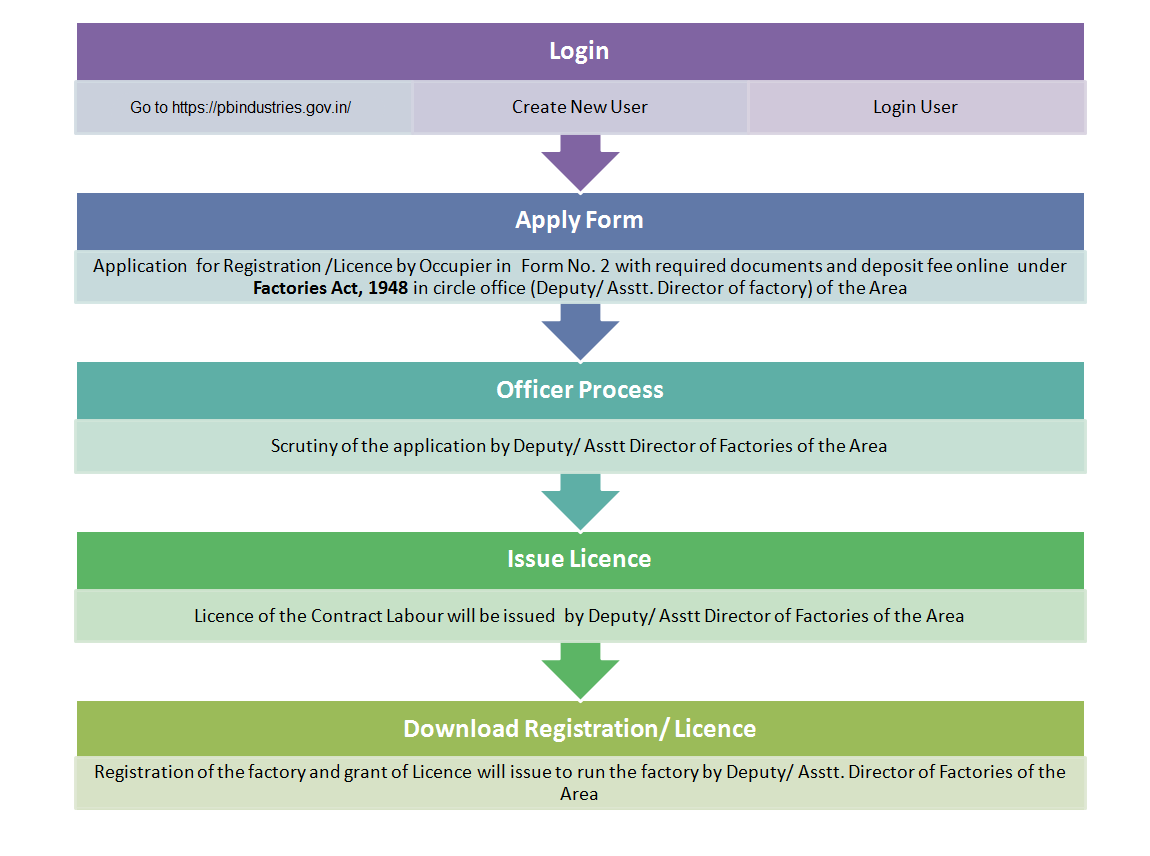 Login
Go to https://pbindustries.gov.in/
Create New User
Login User
Apply Form
Application for Registration /Licence by Occupier in Form No. 2 with required documents and deposit fee online under
Factories Act, 1948 in circle office (Deputy/ Asstt. Director of factory) of the Area
Officer Process
Scrutiny of the application by Deputy/ Asstt Director of Factories of the Area
Issue Licence
Licence of the Contract Labour will be issued by Deputy/ Asstt Director of Factories of the Area
Download Registration/ Licence
Registration of the factory and grant of Licence will issue to run the factory by Deputy/ Asstt. Director of Factories of the
Area